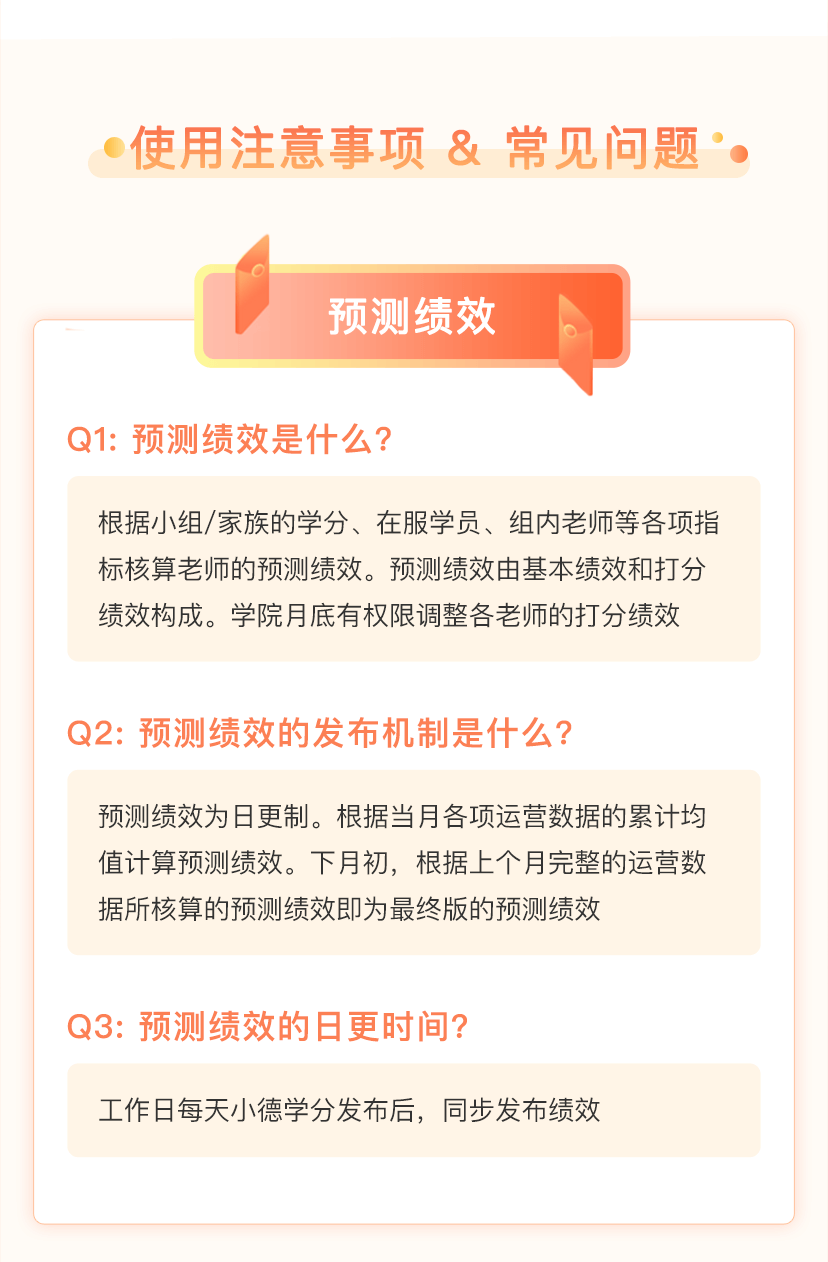 使用注意事项 & 常见问题
预测绩效
Q1: 预测绩效是什么?
根据小组/家族的学分、在服学员、组内老师等各项指
标核算老师的预测绩效。预测绩效由基本绩效和打分
绩效构成。学院月底有权限调整各老师的打分绩效
Q2: 预测绩效的发布机制是什么?
预测绩效为日更制。根据当月各项运营数据的累计均
值计算预测绩效。下月初，根据上个月完整的运营数
据所核算的预测绩效即为最终版的预测绩效
Q3: 预测绩效的日更时间?
工作日每天小德学分发布后，同步发布绩效